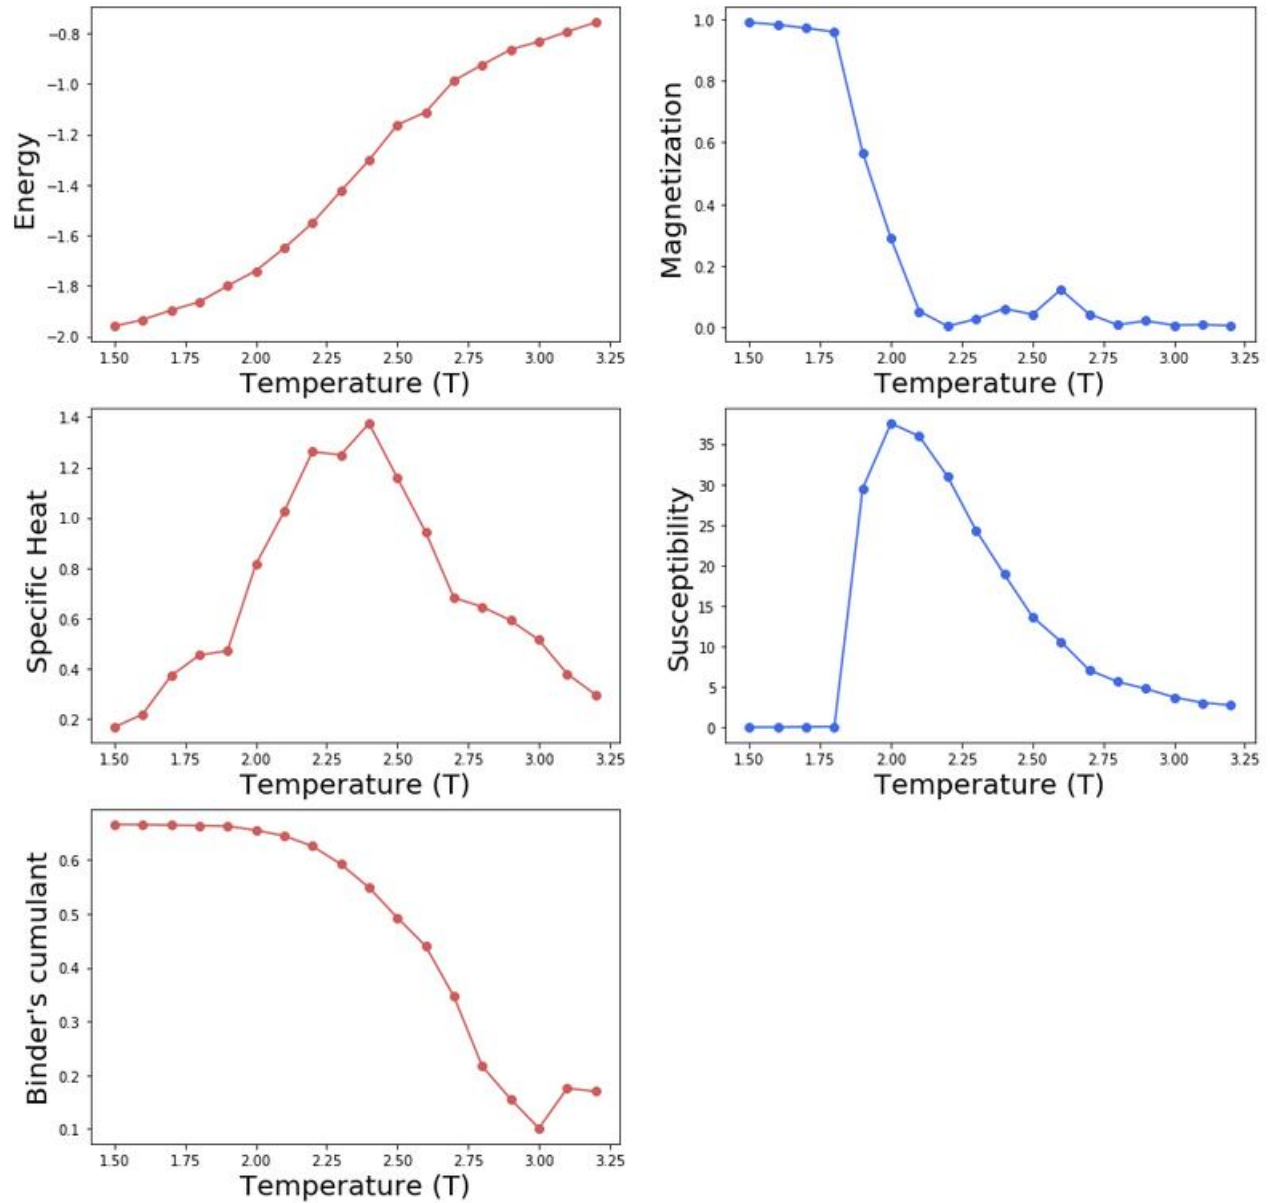 Energy
−0.8
−1.0
−1.2
−1.4
−1.6
−1.8
−2.0
1.50 1.75 2.00 2.25 2.50 2.75 3.00 3.25
Temperature (T)
Magnetization
1.0
0.8
0.6
0.4
0.2
0.0
1.50 1.75 2.00 2.25 2.50 2.75 3.00 3.25
Temperature (T)
Specific Heat
1.4
1.2
1.0
0.8
0.6
0.4
0.2
1.50 1.75 2.00 2.25 2.50 2.75 3.00 3.25
Temperature (T)
Susceptibility
35
30
25
20
15
10
5
0
1.50 1.75 2.00 2.25 2.50 2.75 3.00 3.25
Temperature (T)
Binder's cumulant
0.6
0.5
0.4
0.3
0.2
0.1
1.50 1.75 2.00 2.25 2.50 2.75 3.00 3.25
Temperature (T)